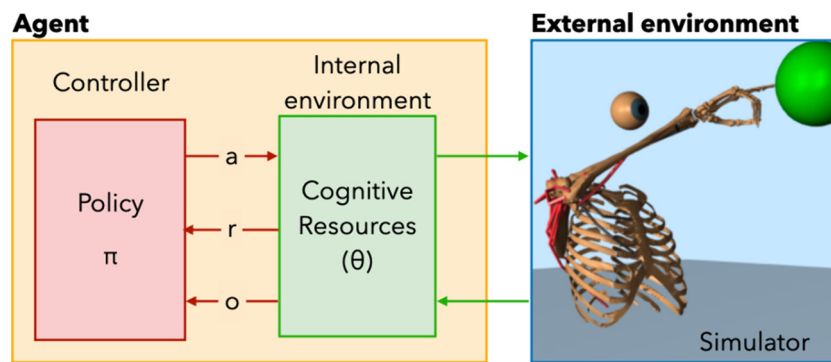 Agent
External environment
Controller
Internal
environment
Policy
π
a
r
o
Cognitive
Resources
(θ)
Simulator